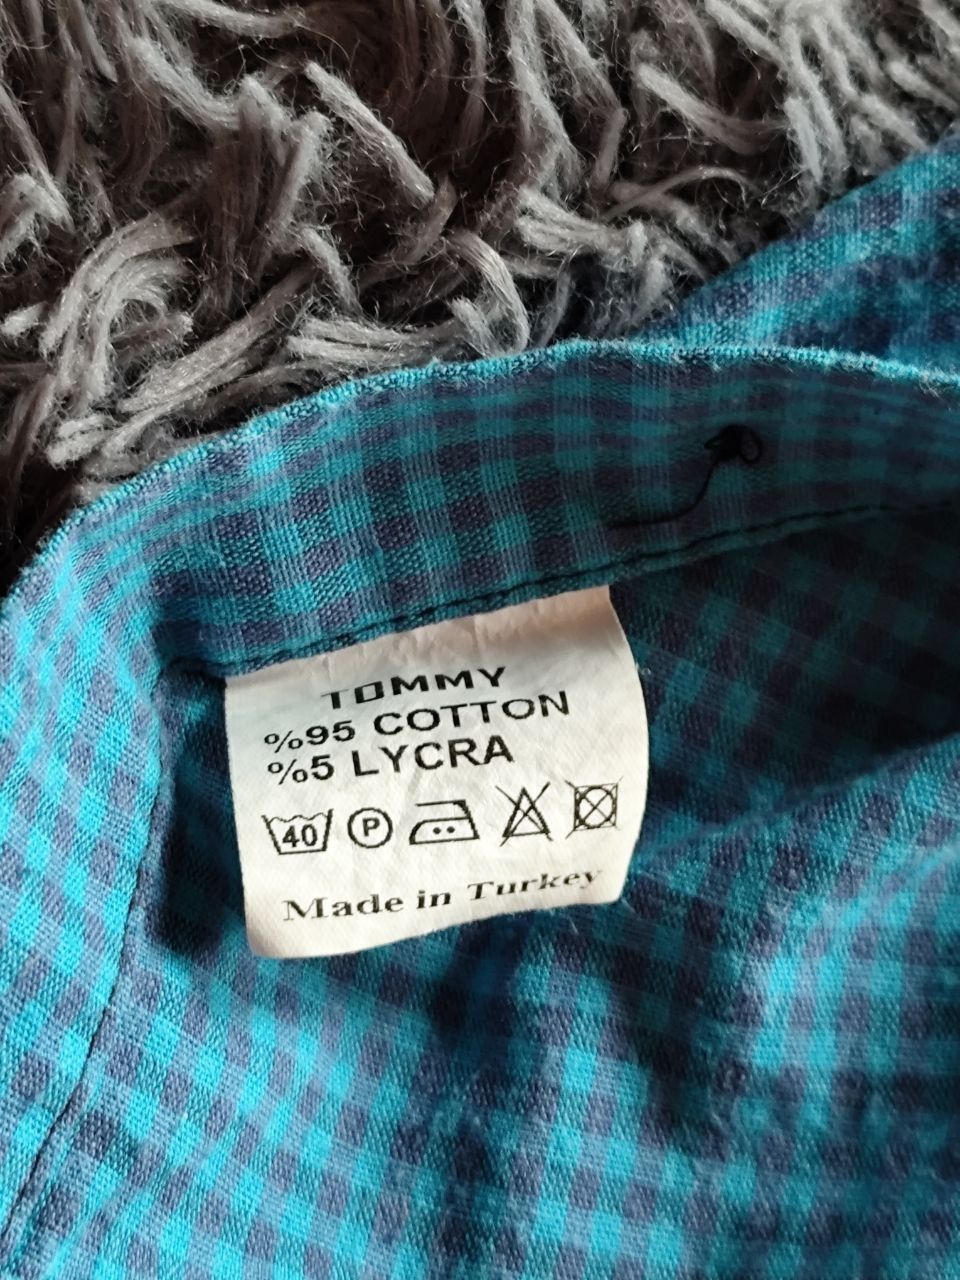 TOMMY
%95 COTTON
%5 LYCRA
40 P
Made in Turkey